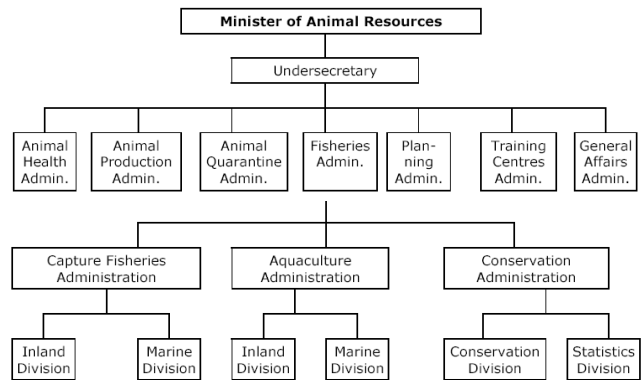 Minister of Animal Resources
Undersecretary
Animal
Health
Admin.
Animal
Production
Admin.
Animal
Quarantine
Admin.
Fisheries
Admin.
Plan-
ning
Admin.
Training
Centres
Admin.
General
Affairs
Admin.
Capture Fisheries
Administration
Aquaculture
Administration
Conservation
Administration
Inland
Division
Marine
Division
Inland
Division
Marine
Division
Conservation
Division
Statistics
Division